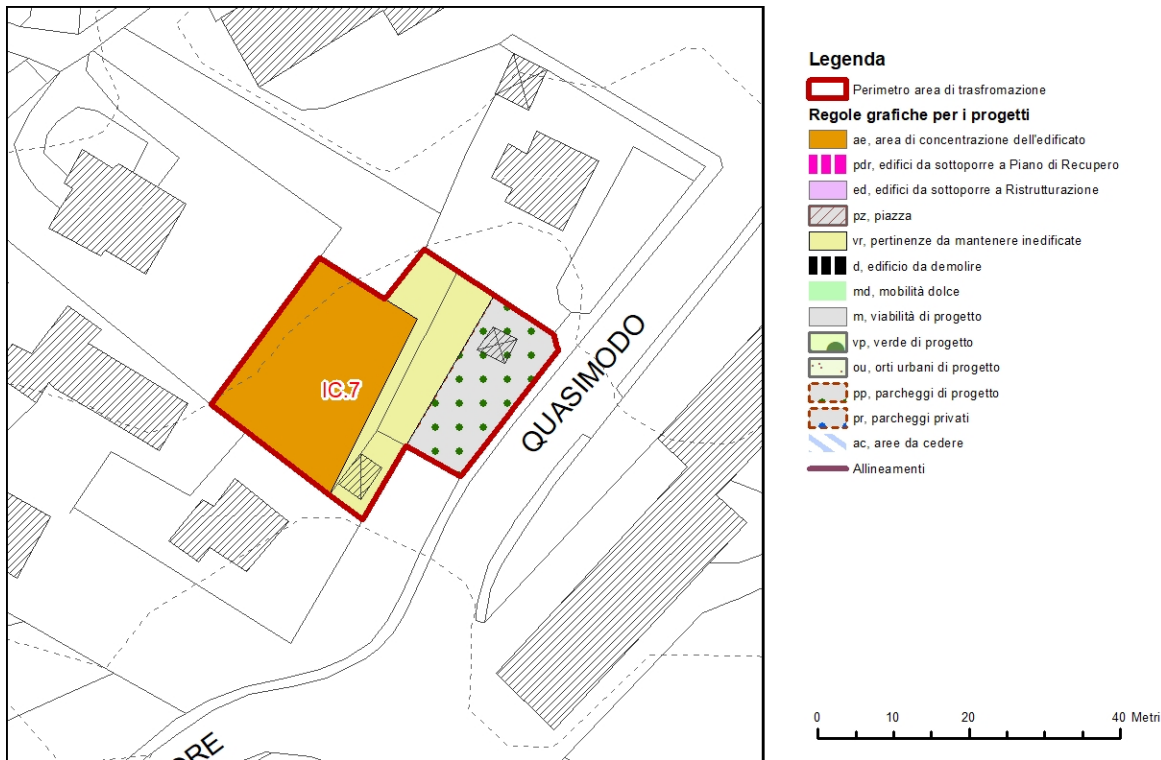 IC.7
QUASIMODO
ORE
Legenda
Perimetro area di trasfromazione
Regole grafiche per i progetti
ae, area di concentrazione dell'edificato
pdr, edifici da sottoporre a Piano di Recupero
ed, edifici da sottoporre a Ristrutturazione
pz, piazza
vr, pertinenze da mantenere inedificate
d, edificio da demolire
md, mobilità dolce
m, viabilità di progetto
vp, verde di progetto
ou, orti urbani di progetto
pp, parcheggi di progetto
pr, parcheggi privati
ac, aree da cedere
Allineamenti
0 10 20 40 Metri